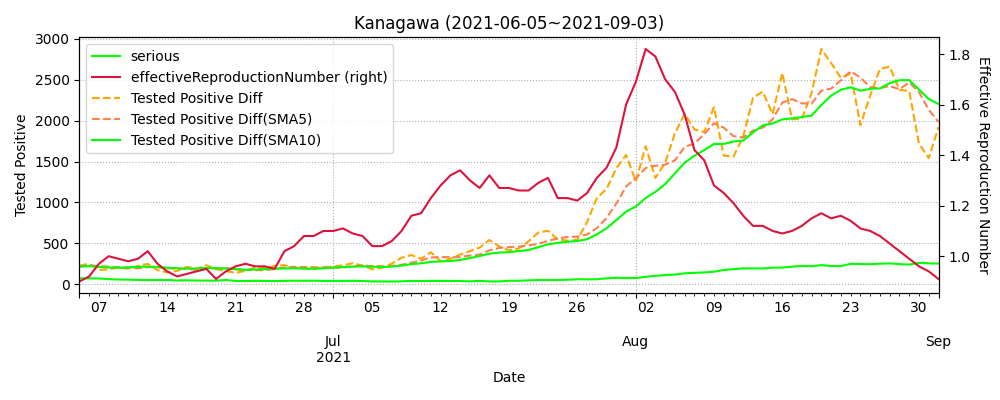 Kanagawa (2021-06-05~2021-09-03)
serious
effectiveReproductionNumber (right)
Tested Positive Diff
Tested Positive Diff(SMA5)
Tested Positive Diff(SMA10)
Tested Positive
3000
2500
2000
1500
1000
500
0
1.8
1.6
1.4
1.2
1.0
Effective Reproduction Number
07 14 21 28 05 12 19 26 02 09 16 23 30
Jul Aug Sep
2021
Date